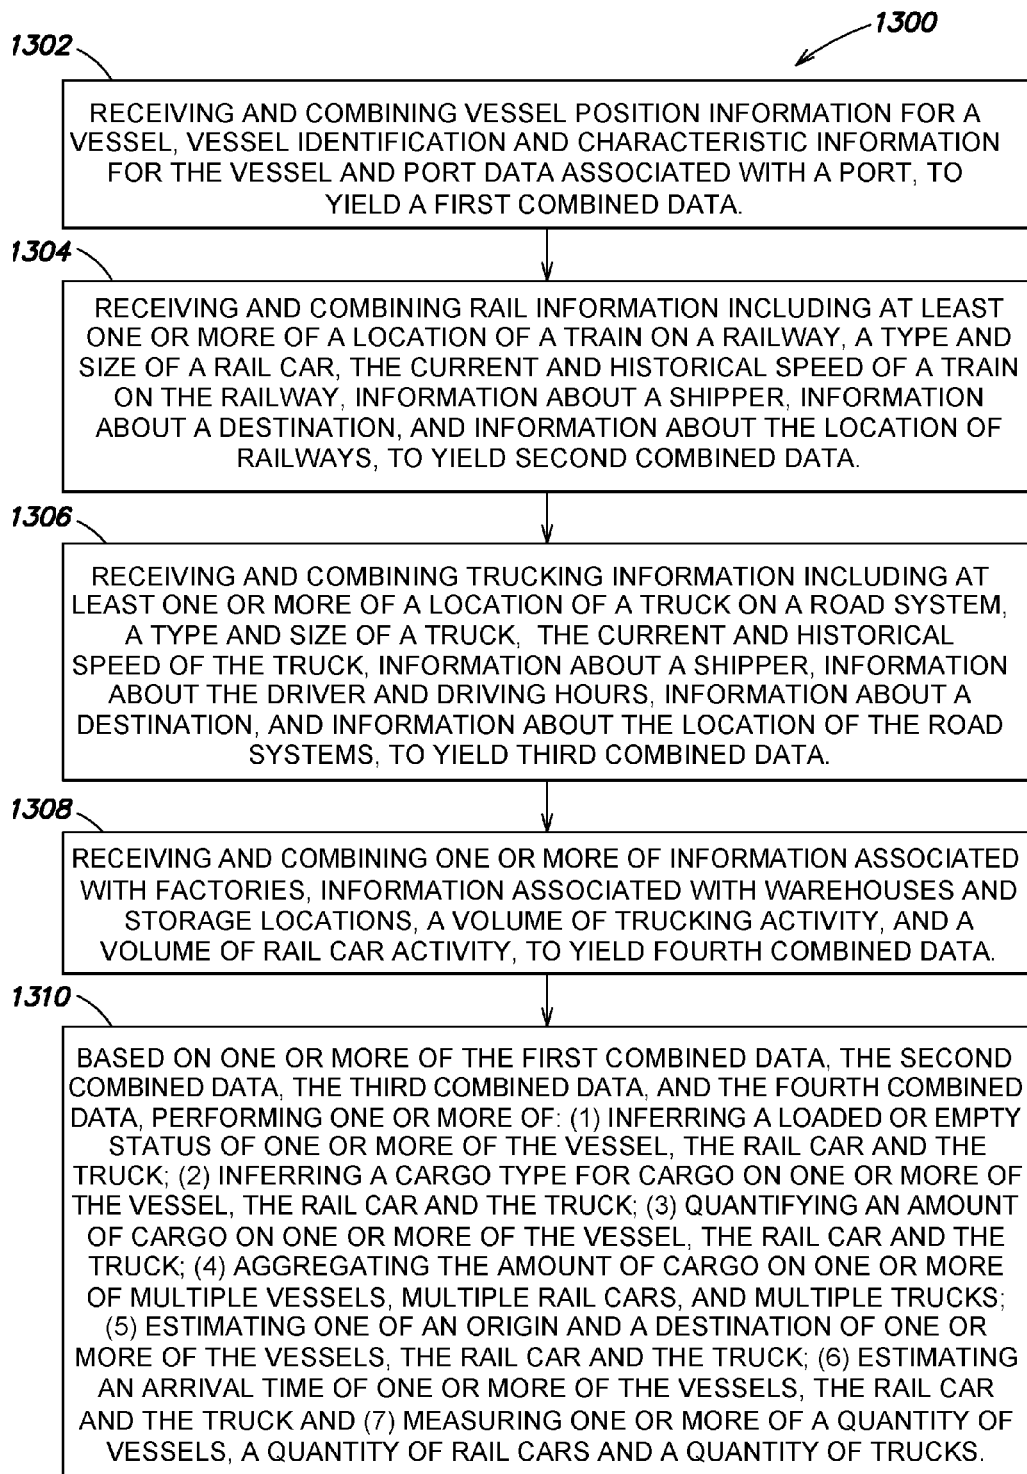 1300
1302
RECEIVING AND COMBINING VESSEL POSITION INFORMATION FOR A
VESSEL, VESSEL IDENTIFICATION AND CHARACTERISTIC INFORMATION
FOR THE VESSEL AND PORT DATA ASSOCIATED WITH A PORT, TO
YIELD A FIRST COMBINED DATA.
1304
RECEIVING AND COMBINING RAIL INFORMATION INCLUDING AT LEAST
ONE OR MORE OF A LOCATION OF A TRAIN ON A RAILWAY, A TYPE AND
SIZE OF A RAIL CAR, THE CURRENT AND HISTORICAL SPEED OF A TRAIN
ON THE RAILWAY, INFORMATION ABOUT A SHIPPER, INFORMATION
ABOUT A DESTINATION, AND INFORMATION ABOUT THE LOCATION OF
RAILWAYS, TO YIELD SECOND COMBINED DATA.
1306
RECEIVING AND COMBINING TRUCKING INFORMATION INCLUDING AT
LEAST ONE OR MORE OF A LOCATION OF A TRUCK ON A ROAD SYSTEM,
A TYPE AND SIZE OF A TRUCK, THE CURRENT AND HISTORICAL
SPEED OF THE TRUCK, INFORMATION ABOUT A SHIPPER, INFORMATION
ABOUT THE DRIVER AND DRIVING HOURS, INFORMATION ABOUT A
DESTINATION, AND INFORMATION ABOUT THE LOCATION OF THE ROAD
SYSTEMS, TO YIELD THIRD COMBINED DATA.
1308
RECEIVING AND COMBINING ONE OR MORE OF INFORMATION ASSOCIATED
WITH FACTORIES, INFORMATION ASSOCIATED WITH WAREHOUSES AND
STORAGE LOCATIONS, A VOLUME OF TRUCKING ACTIVITY, AND A
VOLUME OF RAIL CAR ACTIVITY, TO YIELD FOURTH COMBINED DATA.
1310
BASED ON ONE OR MORE OF THE FIRST COMBINED DATA, THE SECOND
COMBINED DATA, THE THIRD COMBINED DATA, AND THE FOURTH COMBINED
DATA, PERFORMING ONE OR MORE OF: (1) INFERRING A LOADED OR EMPTY
STATUS OF ONE OR MORE OF THE VESSEL, THE RAIL CAR AND THE
TRUCK; (2) INFERRING A CARGO TYPE FOR CARGO ON ONE OR MORE OF
THE VESSEL, THE RAIL CAR AND THE TRUCK; (3) QUANTIFYING AN AMOUNT
OF CARGO ON ONE OR MORE OF THE VESSEL, THE RAIL CAR AND THE
TRUCK; (4) AGGREGATING THE AMOUNT OF CARGO ON ONE OR MORE
OF MULTIPLE VESSELS, MULTIPLE RAIL CARS, AND MULTIPLE TRUCKS;
(5) ESTIMATING ONE OF AN ORIGIN AND A DESTINATION OF ONE OR
MORE OF THE VESSELS, THE RAIL CAR AND THE TRUCK; (6) ESTIMATING
AN ARRIVAL TIME OF ONE OR MORE OF THE VESSELS, THE RAIL CAR
AND THE TRUCK AND (7) MEASURING ONE OR MORE OF A QUANTITY OF
VESSELS, A QUANTITY OF RAIL CARS AND A QUANTITY OF TRUCKS.